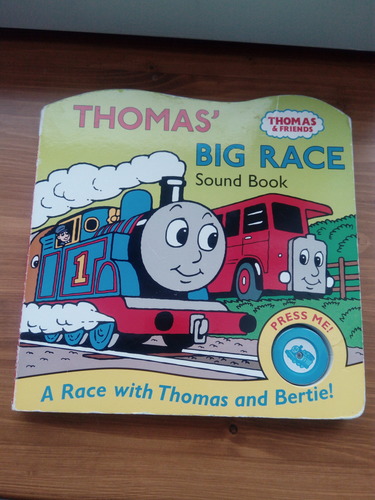 THOMAS'
THOMAS
& FRIENDS
BIG RACE
Sound Book
1
PRESS ME!
A Race with Thomas and Bertie!